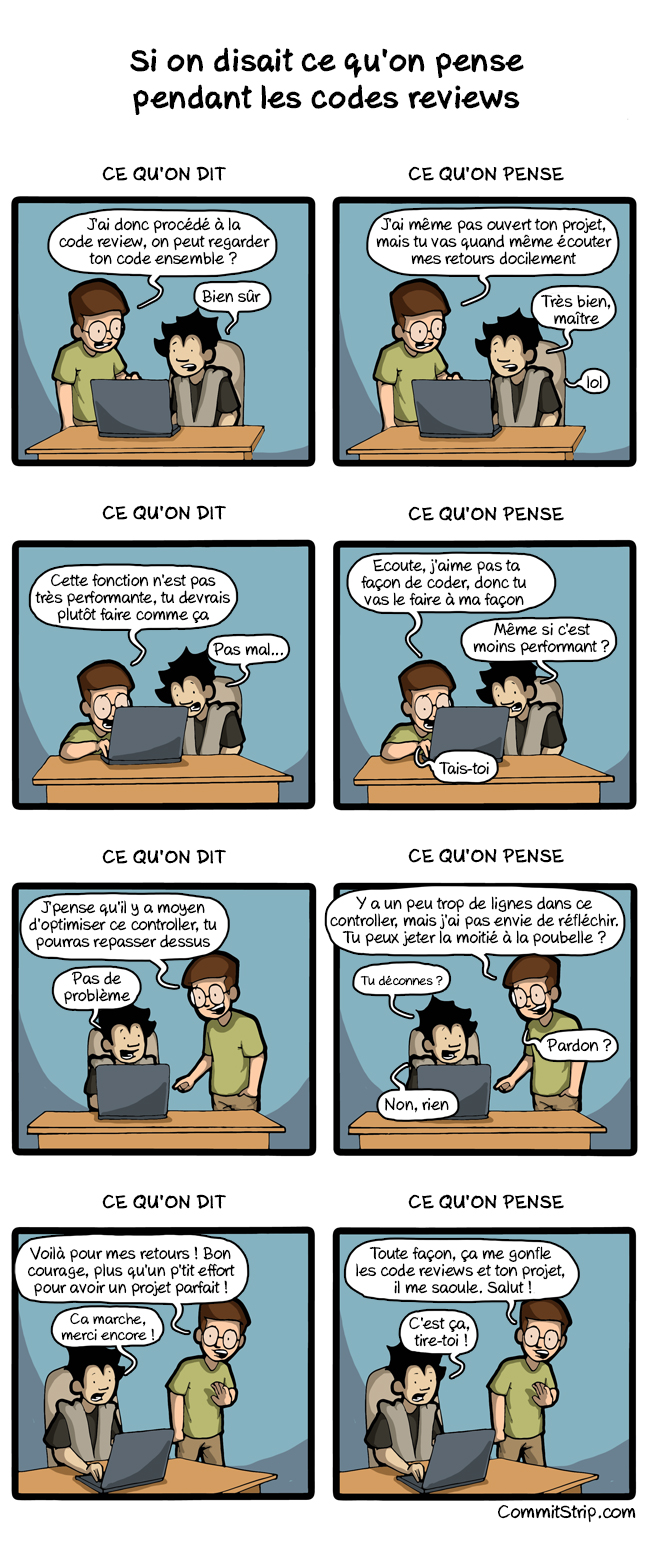 Si on disait ce qu'on pense
pendant les codes reviews
CE QU'ON DIT
CE QU'ON PENSE
J'ai donc procédé à la
code review, on peut regarder
ton code ensemble ?
Bien sûr
J'ai même pas ouvert ton projet,
mais tu vas quand même écouter
mes retours docilement
Très bien,
maître
lol
CE QU'ON DIT
CE QU'ON PENSE
Cette fonction n'est pas
très performante, tu devrais
plutôt faire comme ça
Pas mal...
Ecoute, j'aime pas ta
façon de coder, donc tu
vas le faire à ma façon
Même si c'est
moins performant ?
Tais-toi
CE QU'ON DIT
CE QU'ON PENSE
J'pense qu'il y a moyen
d'optimiser ce controller, tu
pourras repasser dessus
Pas de
problème
Y a un peu trop de lignes dans ce
controller, mais j'ai pas envie de réfléchir.
Tu peux jeter la moitié à la poubelle ?
Tu déconnes ?
Pardon ?
Non, rien
CE QU'ON DIT
CE QU'ON PENSE
Voilà pour mes retours ! Bon
courage, plus qu'un p'tit effort
pour avoir un projet parfait !
Ca marche,
merci encore !
Toute façon, ça me gonfle
les code reviews et ton projet,
il me saoule. Salut !
C'est ça,
tire-toi !
CommitStrip.com